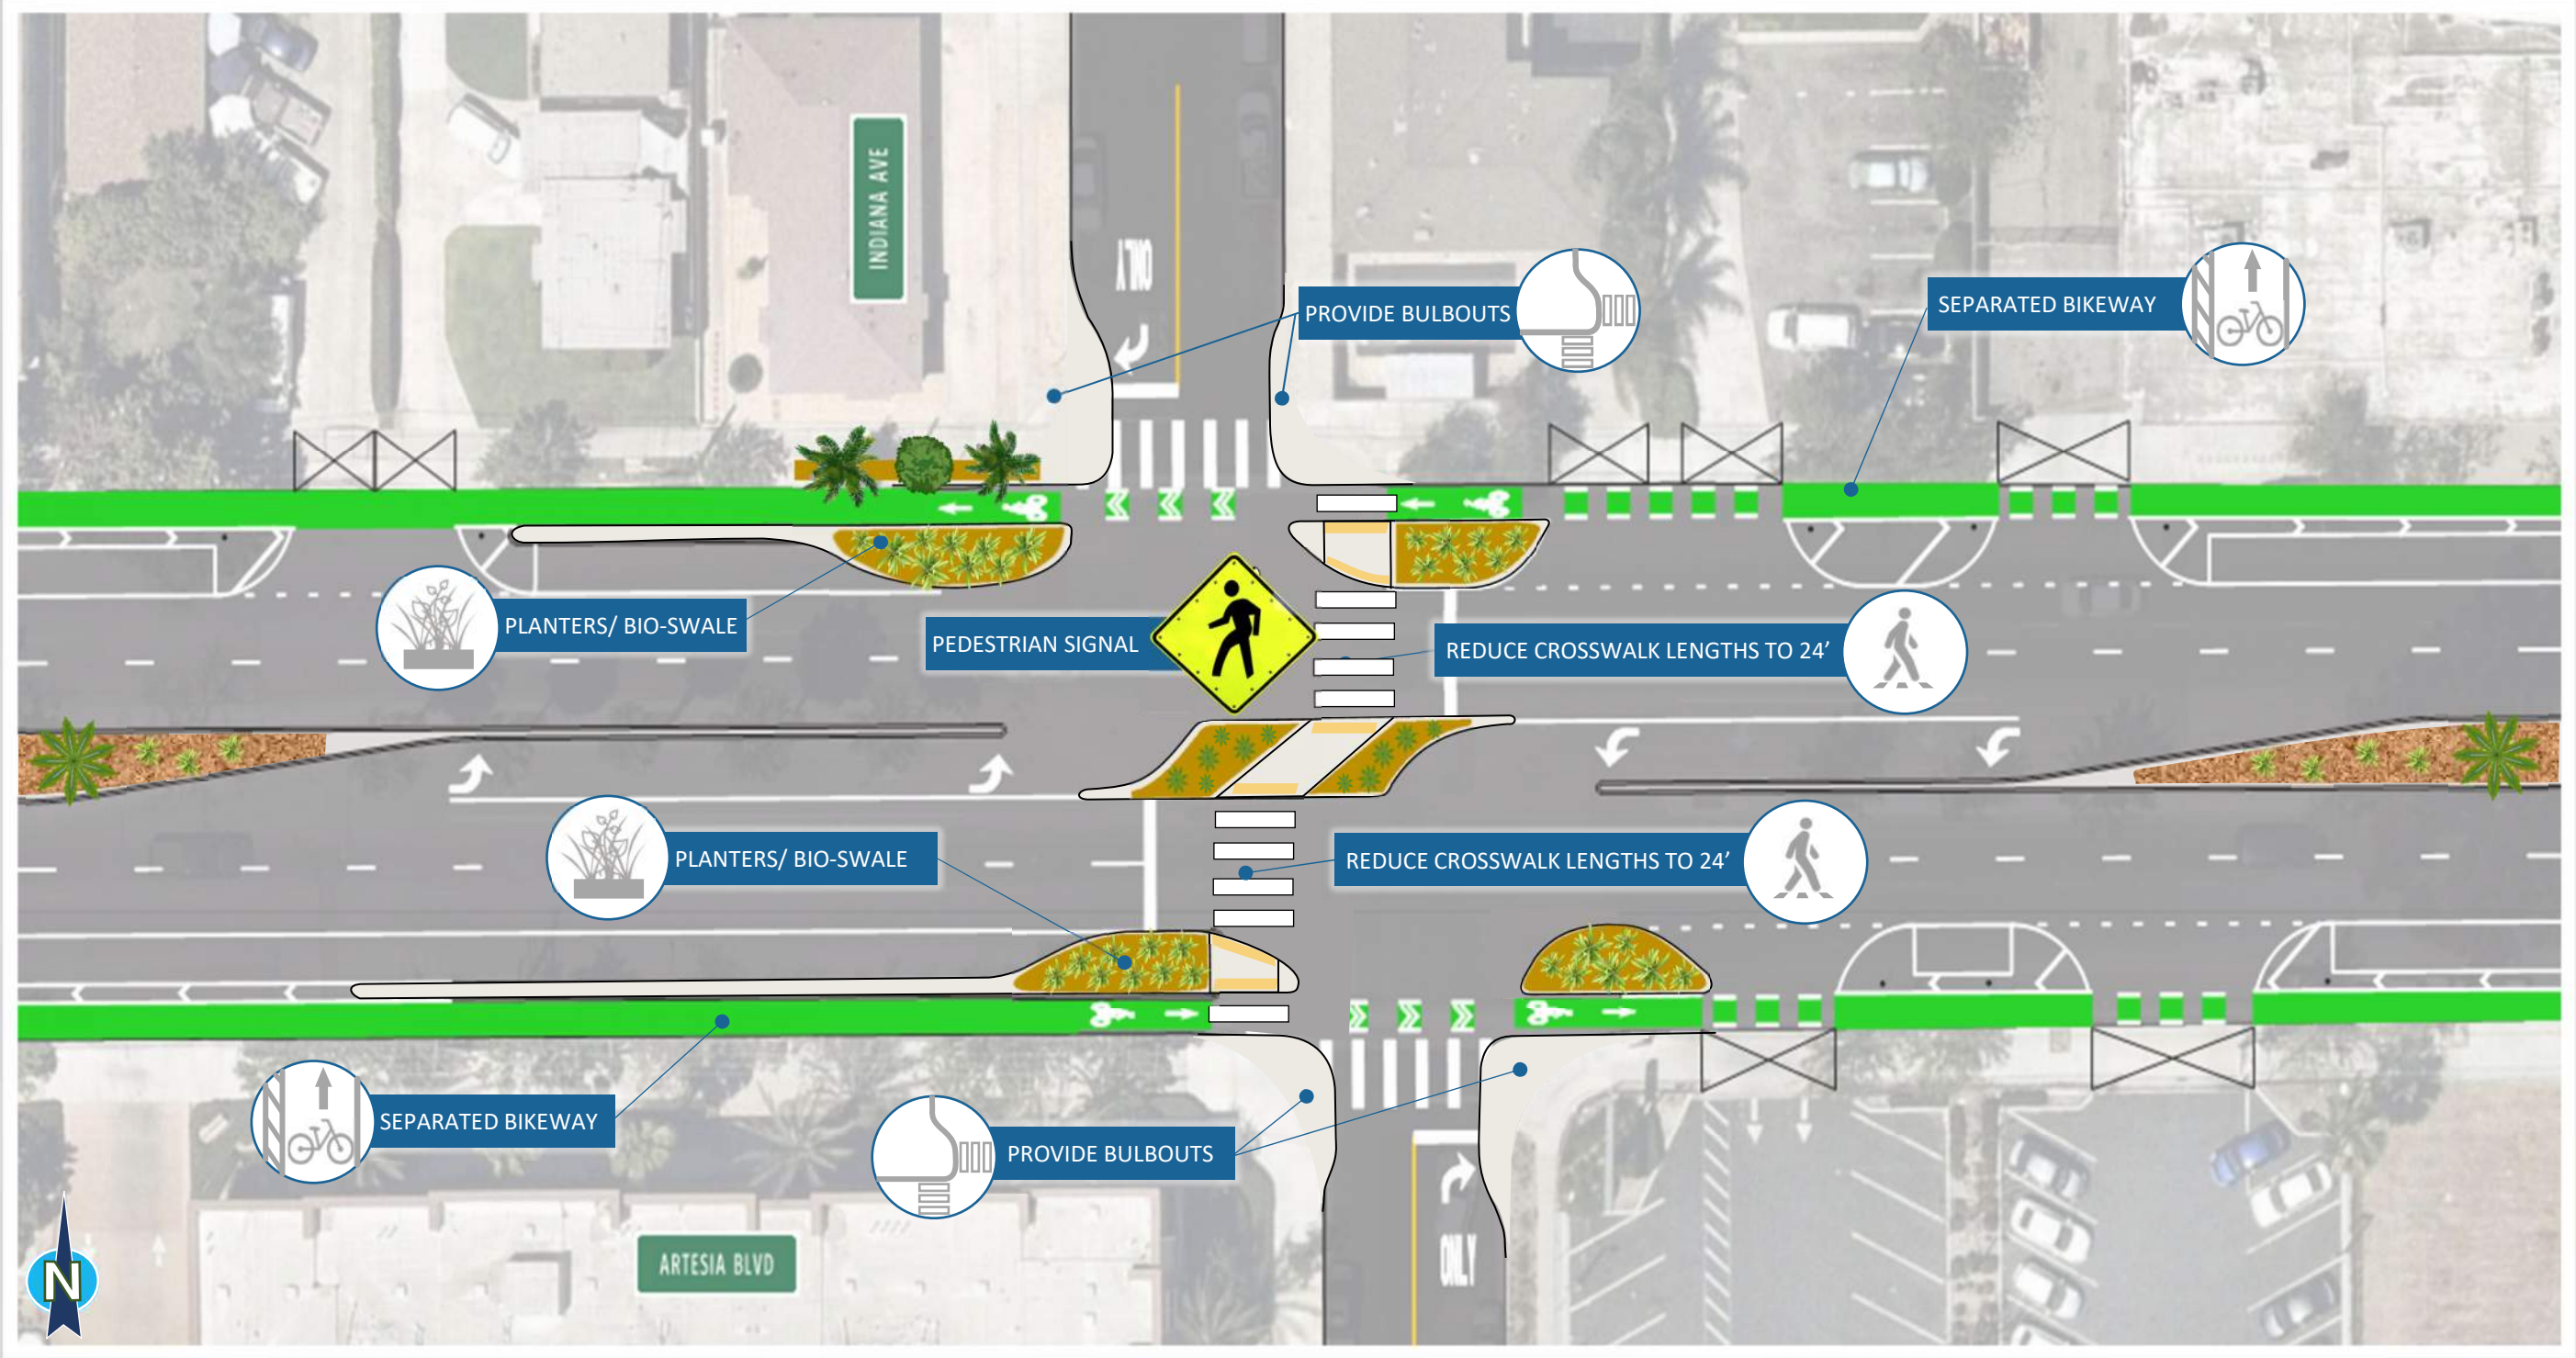 INDIANA AVE
ONLY
PROVIDE BULBOUTS
SEPARATED BIKEWAY
PLANTERS/ BIO-SWALE
PEDESTRIAN SIGNAL
REDUCE CROSSWALK LENGTHS TO 24'
PLANTERS/ BIO-SWALE
REDUCE CROSSWALK LENGTHS TO 24'
SEPARATED BIKEWAY
PROVIDE BULBOUTS
ONLY
ARTESIA BLVD
N